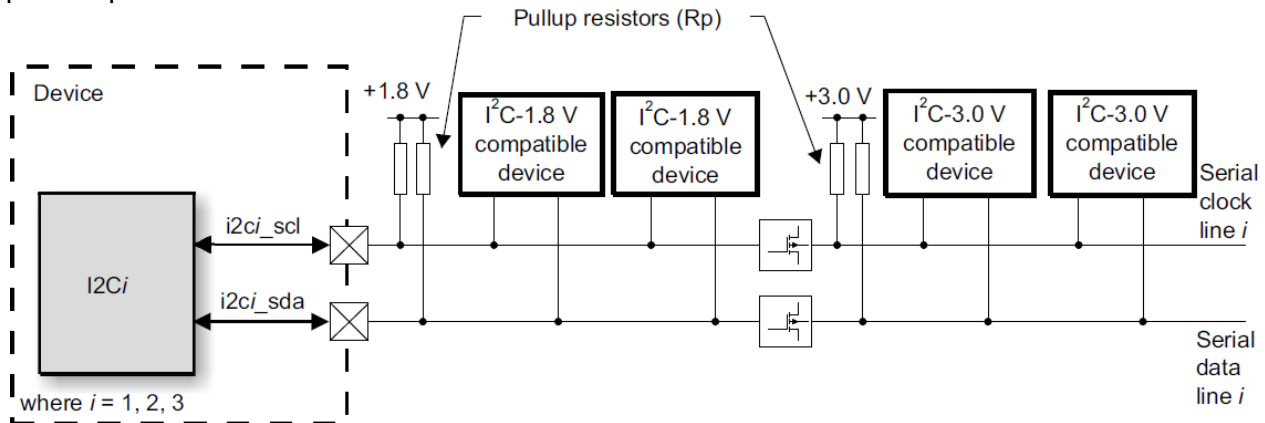 Pullup resistors (Rp)
Device
+1.8 V
I²C-1.8 V
compatible
device
I²C-1.8 V
compatible
device
+3.0 V
I²C-3.0 V
compatible
device
I²C-3.0 V
compatible
device
Serial
clock
line i
i2ci_scl
I2Ci
i2ci_sda
Serial
data
line i
where i = 1, 2, 3